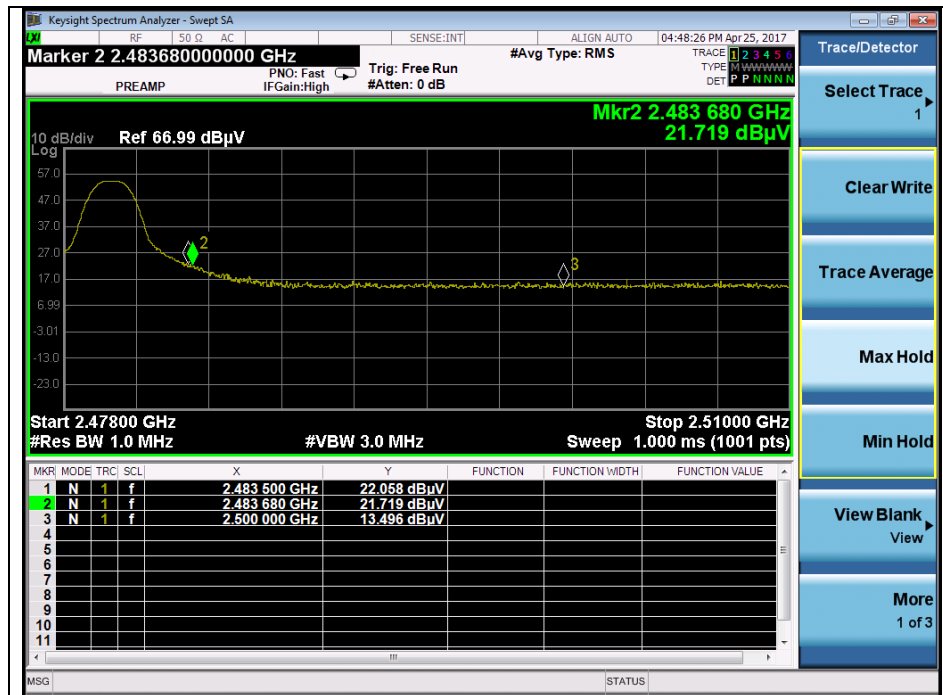 Keysight Spectrum Analyzer - Swept SA
LXI RF 50 Ω AC SENSE:INT ALIGN AUTO 04:48:26 PM Apr 25, 2017
Marker 2 2.483680000000 GHz
PREAMP
PNO: Fast
IFGain:High
Trig: Free Run
#Atten: 0 dB
#Avg Type: RMS
TRACE 1 2 3 4 5 6
TYPE M W W W W W
DET P P N N N N
Mkr2 2.483 680 GHz
21.719 dBµV
10 dB/div Ref 66.99 dBµV
Log
57.0
47.0
37.0
27.0
17.0
6.99
-3.01
-13.0
-23.0
2
3
Start 2.47800 GHz Stop 2.51000 GHz
#Res BW 1.0 MHz #VBW 3.0 MHz Sweep 1.000 ms (1001 pts)
MKR MODE TRC SCL X Y FUNCTION FUNCTION WIDTH FUNCTION VALUE
1 N 1 f 2.483 500 GHz 22.058 dBµV
2 N 1 f 2.483 680 GHz 21.719 dBµV
3 N 1 f 2.500 000 GHz 13.496 dBµV
4
5
6
7
8
9
10
11
MSG STATUS
Trace/Detector
Select Trace
1
Clear Write
Trace Average
Max Hold
Min Hold
View Blank
View
More
1 of 3